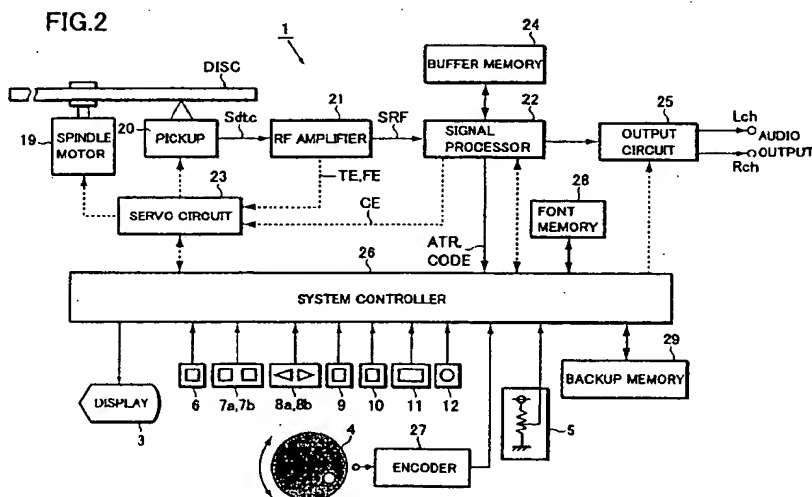 FIG.2
1
24
BUFFER MEMORY
DISC
19
SPINDLE MOTOR
20
PICKUP
Sdtc
21
RF AMPLIFIER
SRF
22
SIGNAL PROCESSOR
25
OUTPUT CIRCUIT
Lch
AUDIO OUTPUT
Rch
TE,FE
CE
23
SERVO CIRCUIT
28
FONT MEMORY
ATR. CODE
26
SYSTEM CONTROLLER
29
BACKUP MEMORY
DISPLAY
3
6
7a,7b
8a,8b
9
10
11
12
5
4
27
ENCODER